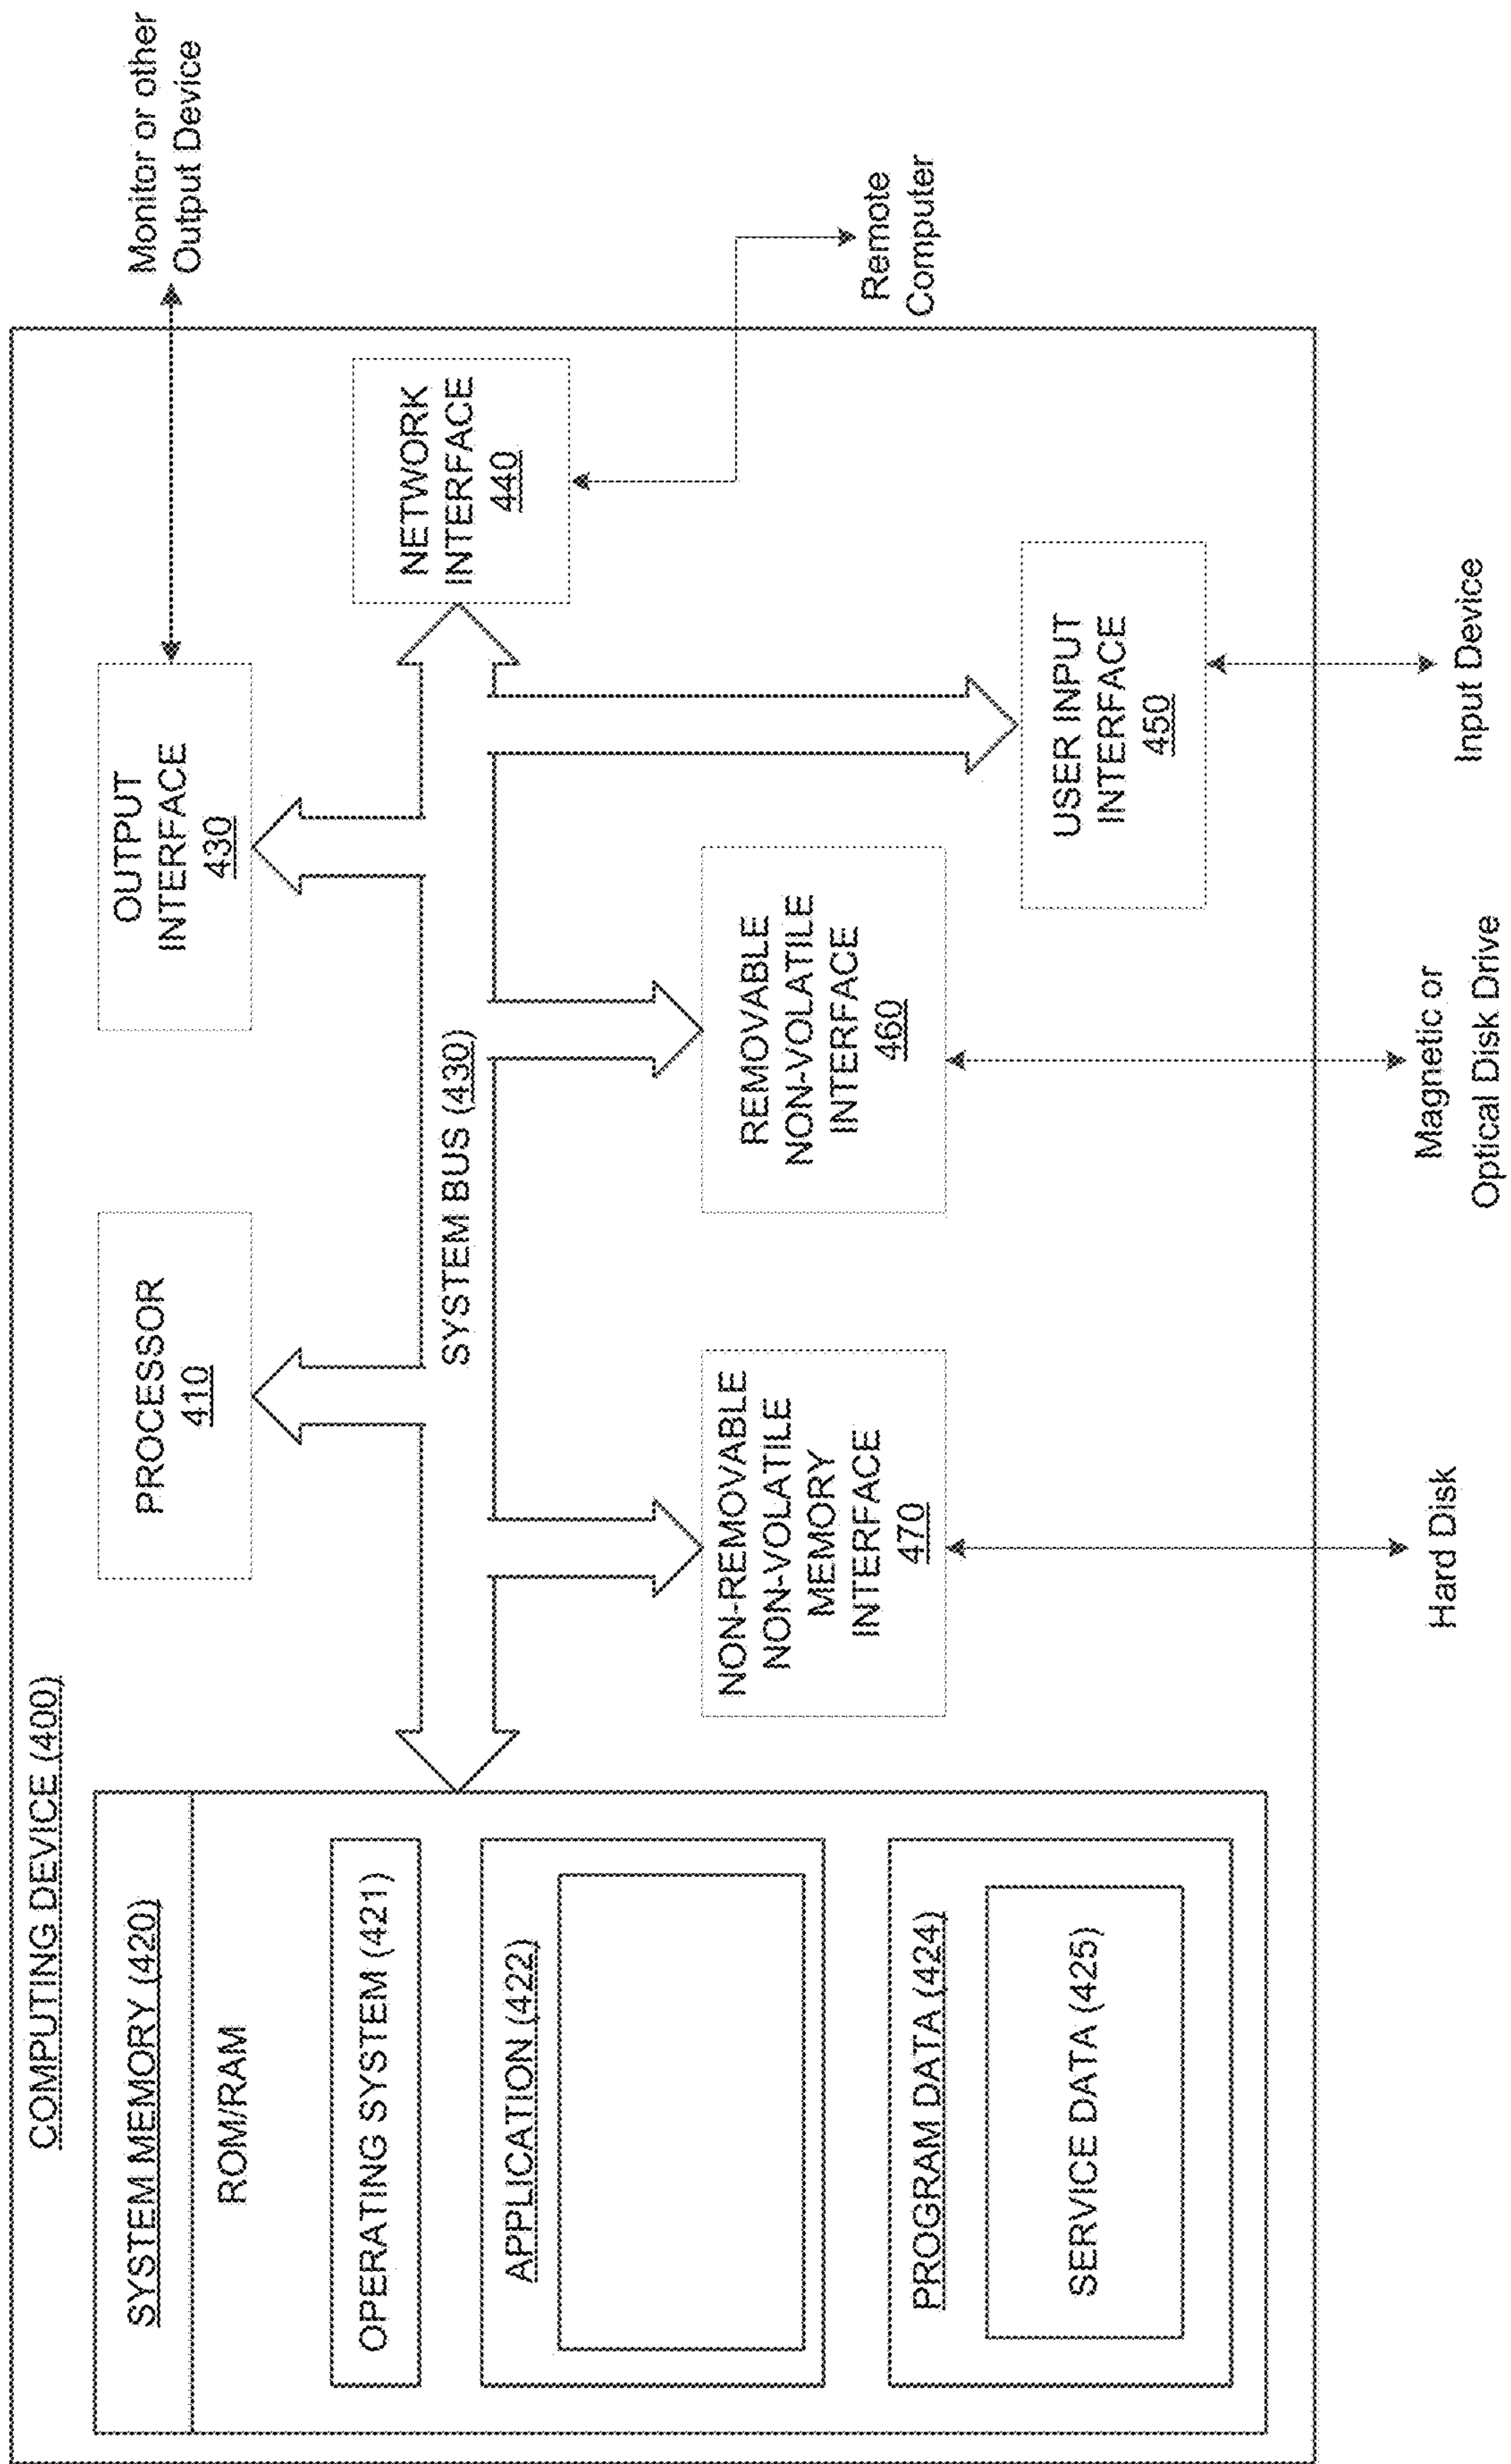 COMPUTING DEVICE (400)
SYSTEM MEMORY (420)
ROM/RAM
OPERATING SYSTEM (421)
APPLICATION (422)
PROGRAM DATA (424)
SERVICE DATA (425)
PROCESSOR
410
OUTPUT
INTERFACE
430
Monitor or other
Output Device
SYSTEM BUS (430)
NETWORK
INTERFACE
440
Remote
Computer
NON-REMOVABLE
NON-VOLATILE
MEMORY
INTERFACE
470
REMOVABLE
NON-VOLATILE
INTERFACE
460
USER INPUT
INTERFACE
450
Hard Disk
Magnetic or
Optical Disk Drive
Input Device